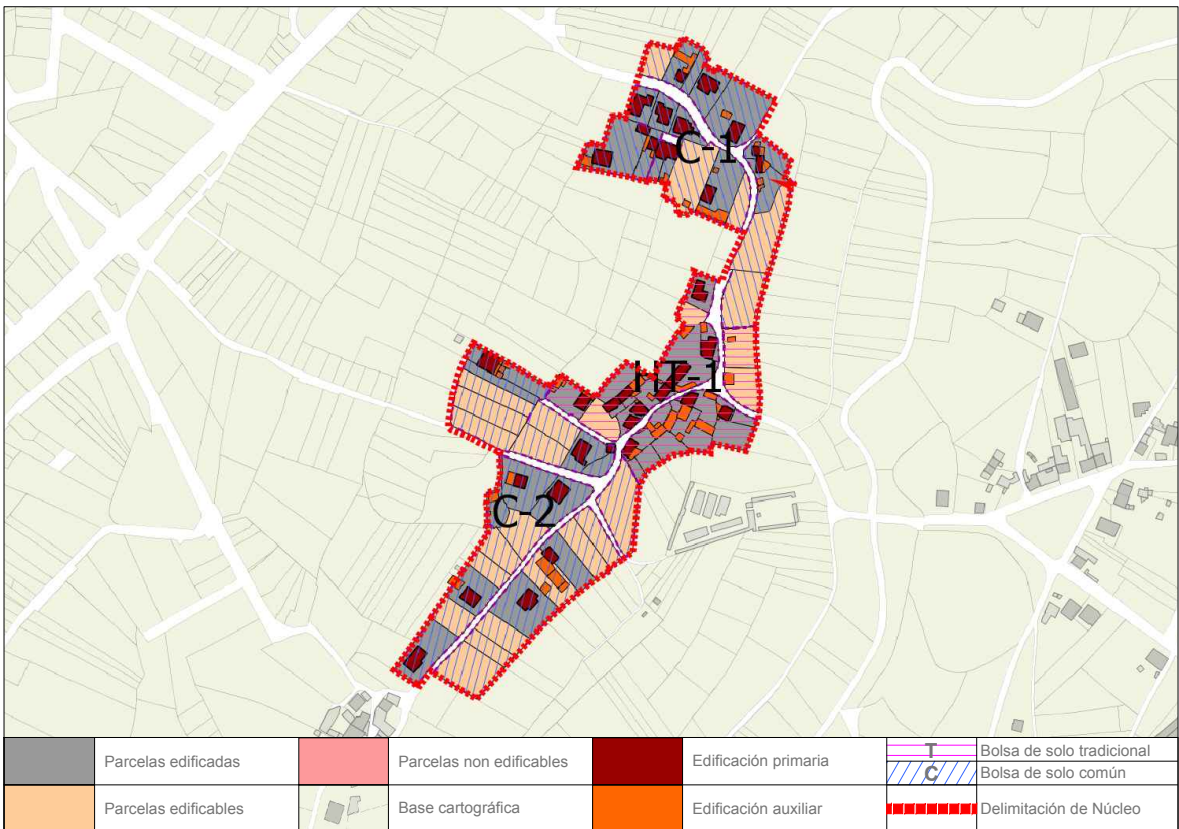 C-1
HT-1
C-2
Parcelas edificadas
Parcelas non edificables
Edificación primaria
T
Bolsa de solo tradicional
C
Bolsa de solo común
Parcelas edificables
Base cartográfica
Edificación auxiliar
Delimitación de Núcleo